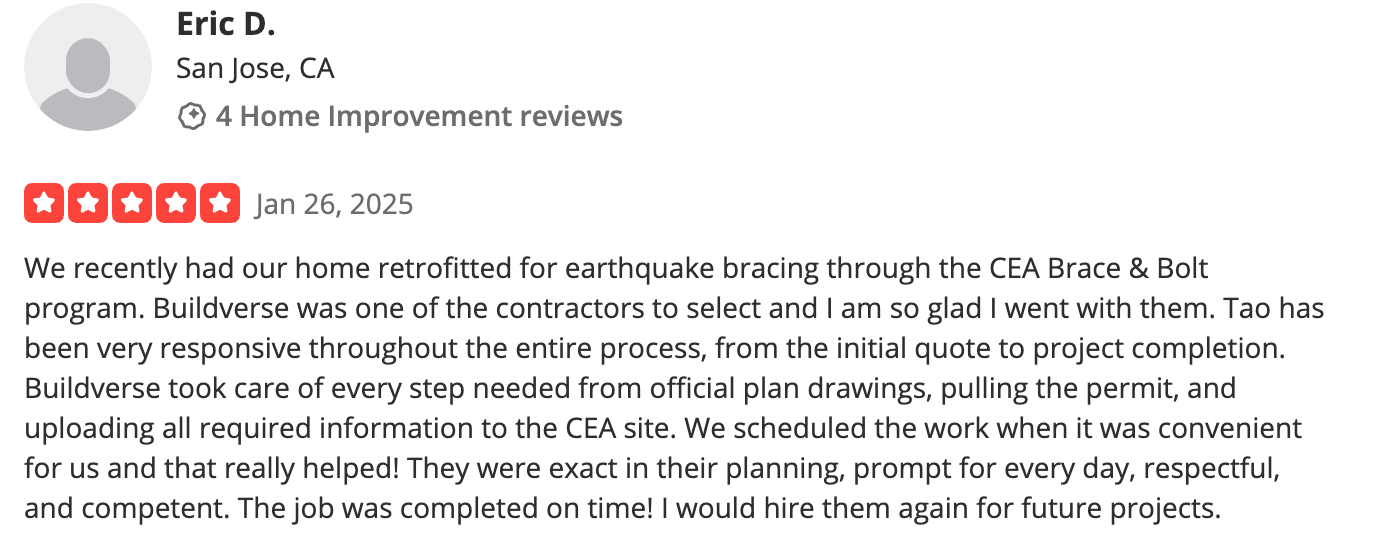 Eric D.
San Jose, CA
4 Home Improvement reviews
Jan 26, 2025
We recently had our home retrofitted for earthquake bracing through the CEA Brace & Bolt
program. Buildverse was one of the contractors to select and I am so glad I went with them. Tao has
been very responsive throughout the entire process, from the initial quote to project completion.
Buildverse took care of every step needed from official plan drawings, pulling the permit, and
uploading all required information to the CEA site. We scheduled the work when it was convenient
for us and that really helped! They were exact in their planning, prompt for every day, respectful,
and competent. The job was completed on time! I would hire them again for future projects.